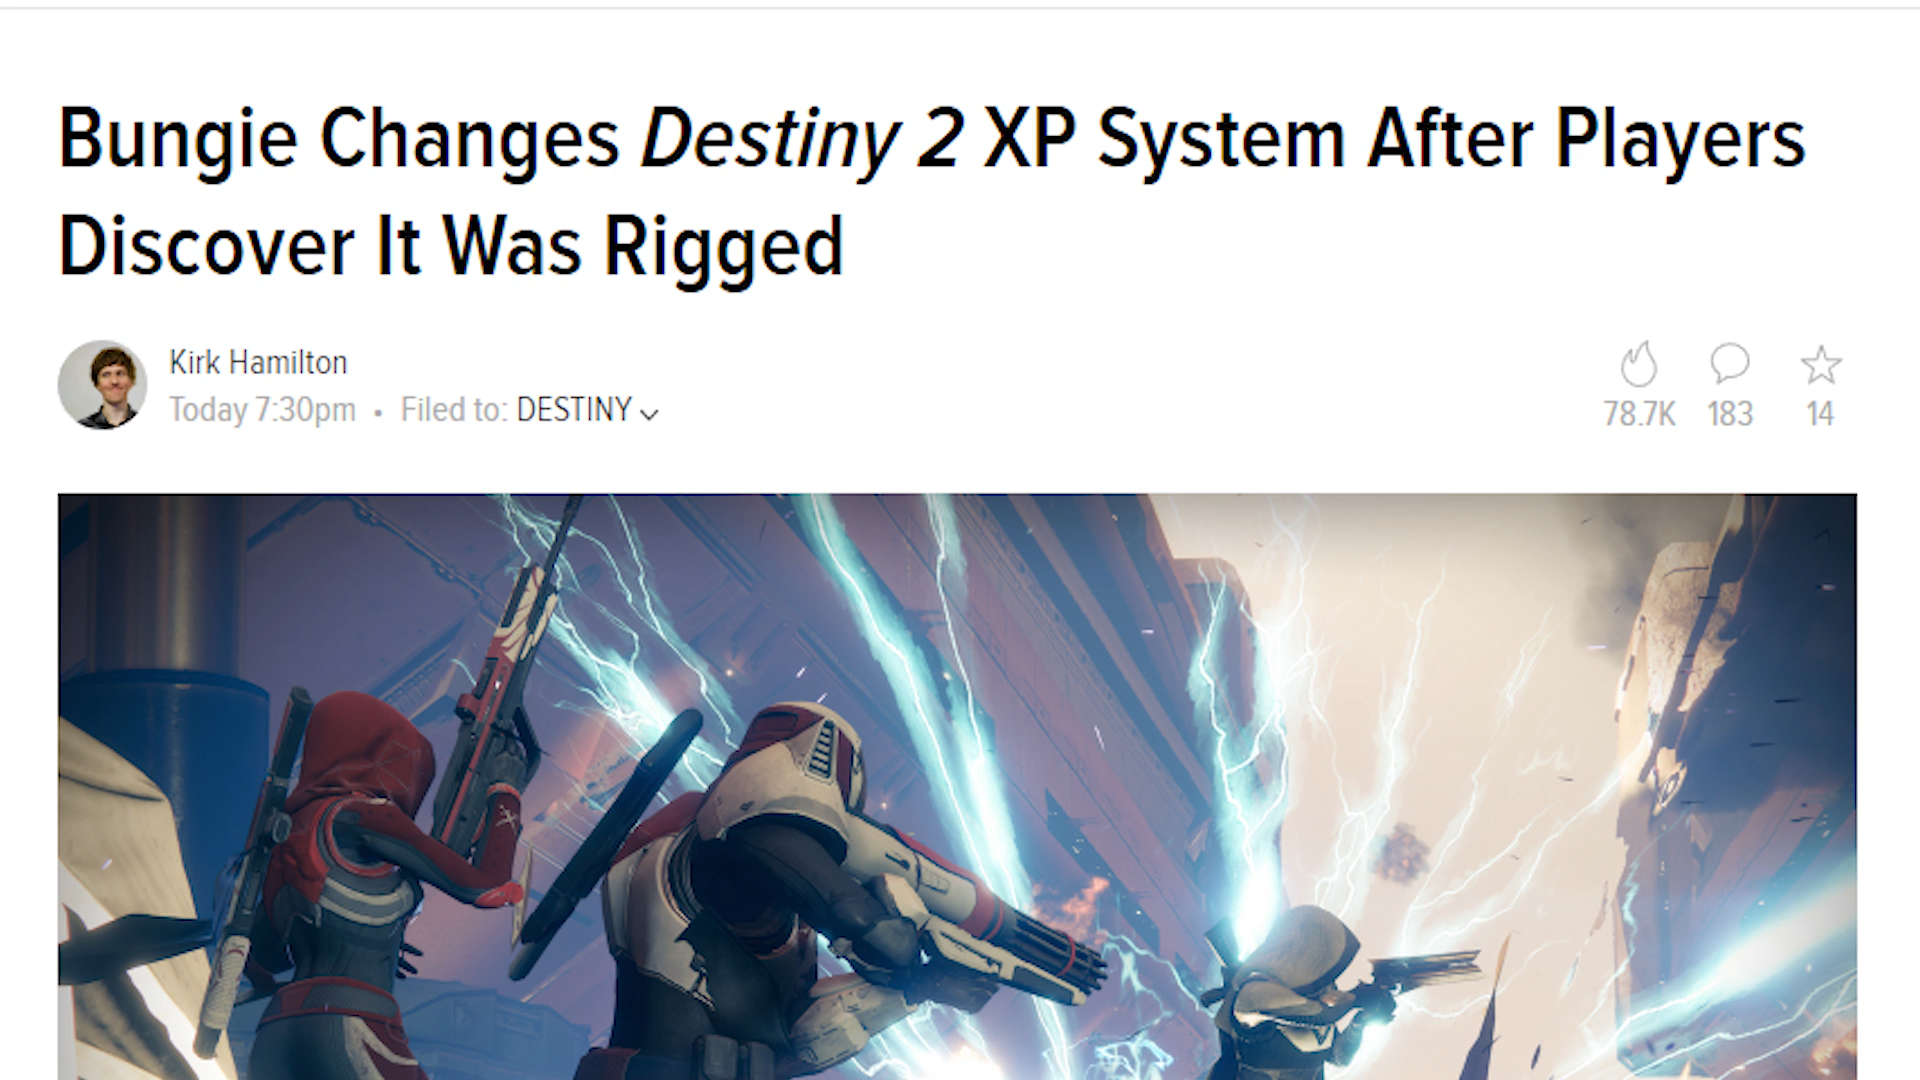 Bungie Changes Destiny 2 XP System After Players
Discover It Was Rigged
Kirk Hamilton
Today 7:30pm • Filed to: DESTINY
78.7K 183 14